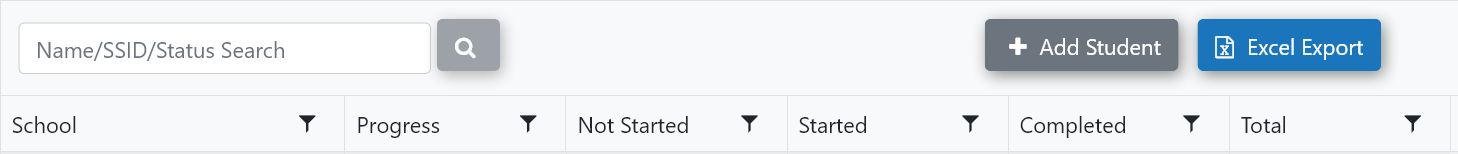 Name/SSID/Status Search Add Student Excel Export
School Progress Not Started Started Completed Total